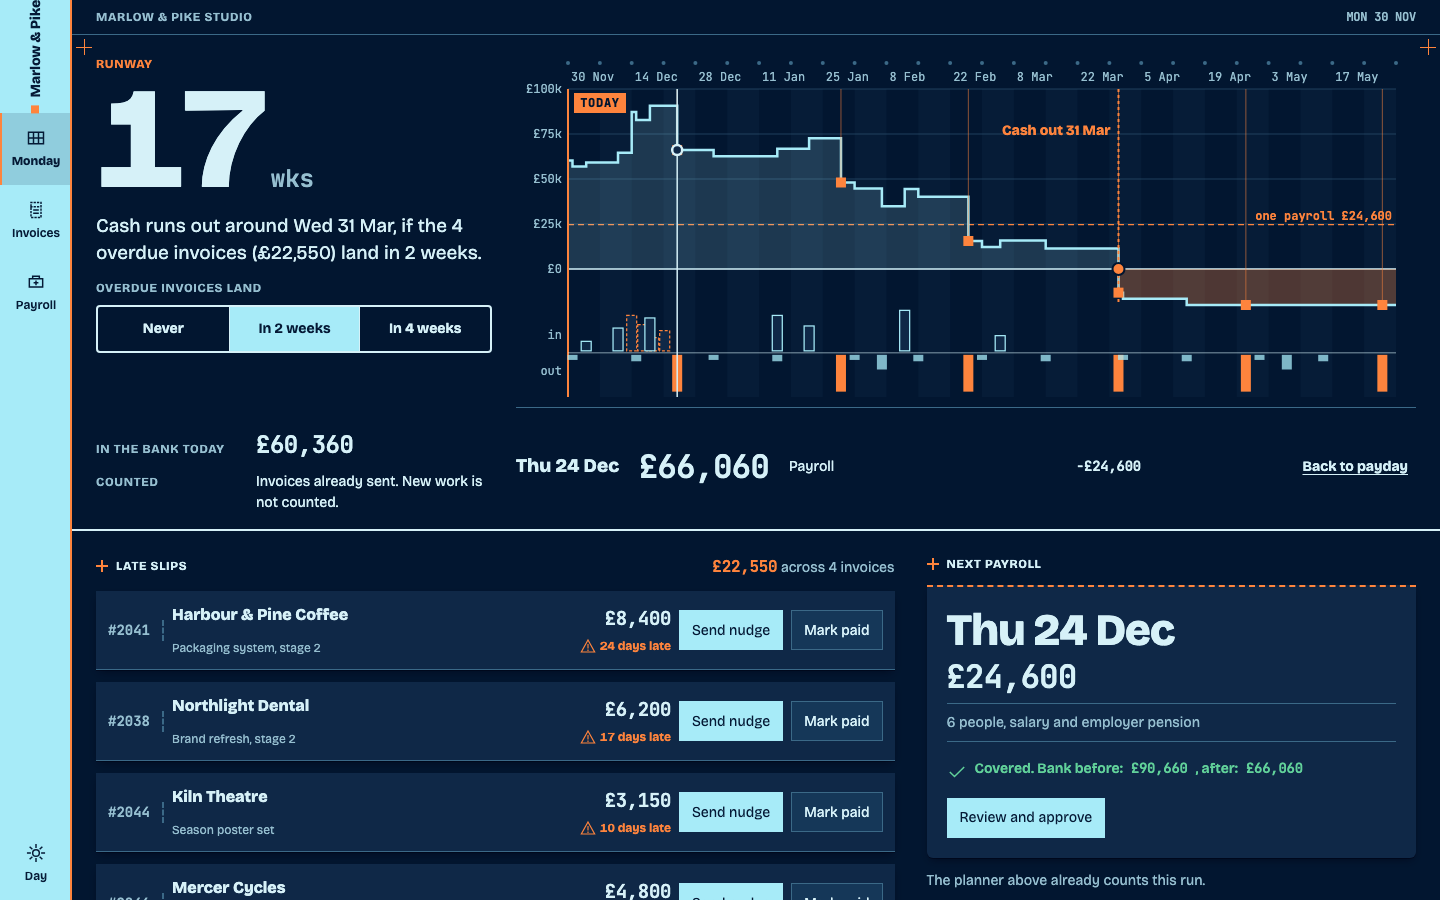 Marlow & Pike
Monday
Invoices
Payroll
Day
MARLOW & PIKE STUDIO
MON 30 NOV
RUNWAY
17 wks
Cash runs out around Wed 31 Mar, if the 4
overdue invoices (£22,550) land in 2 weeks.
OVERDUE INVOICES LAND
Never
In 2 weeks
In 4 weeks
IN THE BANK TODAY
£60,360
COUNTED
Invoices already sent. New work is
not counted.
30 Nov 14 Dec 28 Dec 11 Jan 25 Jan 8 Feb 22 Feb 8 Mar 22 Mar 5 Apr 19 Apr 3 May 17 May
£100k
TODAY
£75k
Cash out 31 Mar
£50k
£25k
one payroll £24,600
£0
in
out
Thu 24 Dec £66,060 Payroll -£24,600 Back to payday
LATE SLIPS
£22,550 across 4 invoices
#2041
Harbour & Pine Coffee
Packaging system, stage 2
£8,400
24 days late
Send nudge
Mark paid
#2038
Northlight Dental
Brand refresh, stage 2
£6,200
17 days late
Send nudge
Mark paid
#2044
Kiln Theatre
Season poster set
£3,150
10 days late
Send nudge
Mark paid
Mercer Cycles
£4,800
NEXT PAYROLL
Thu 24 Dec
£24,600
6 people, salary and employer pension
Covered. Bank before: £90,660 , after: £66,060
Review and approve
The planner above already counts this run.